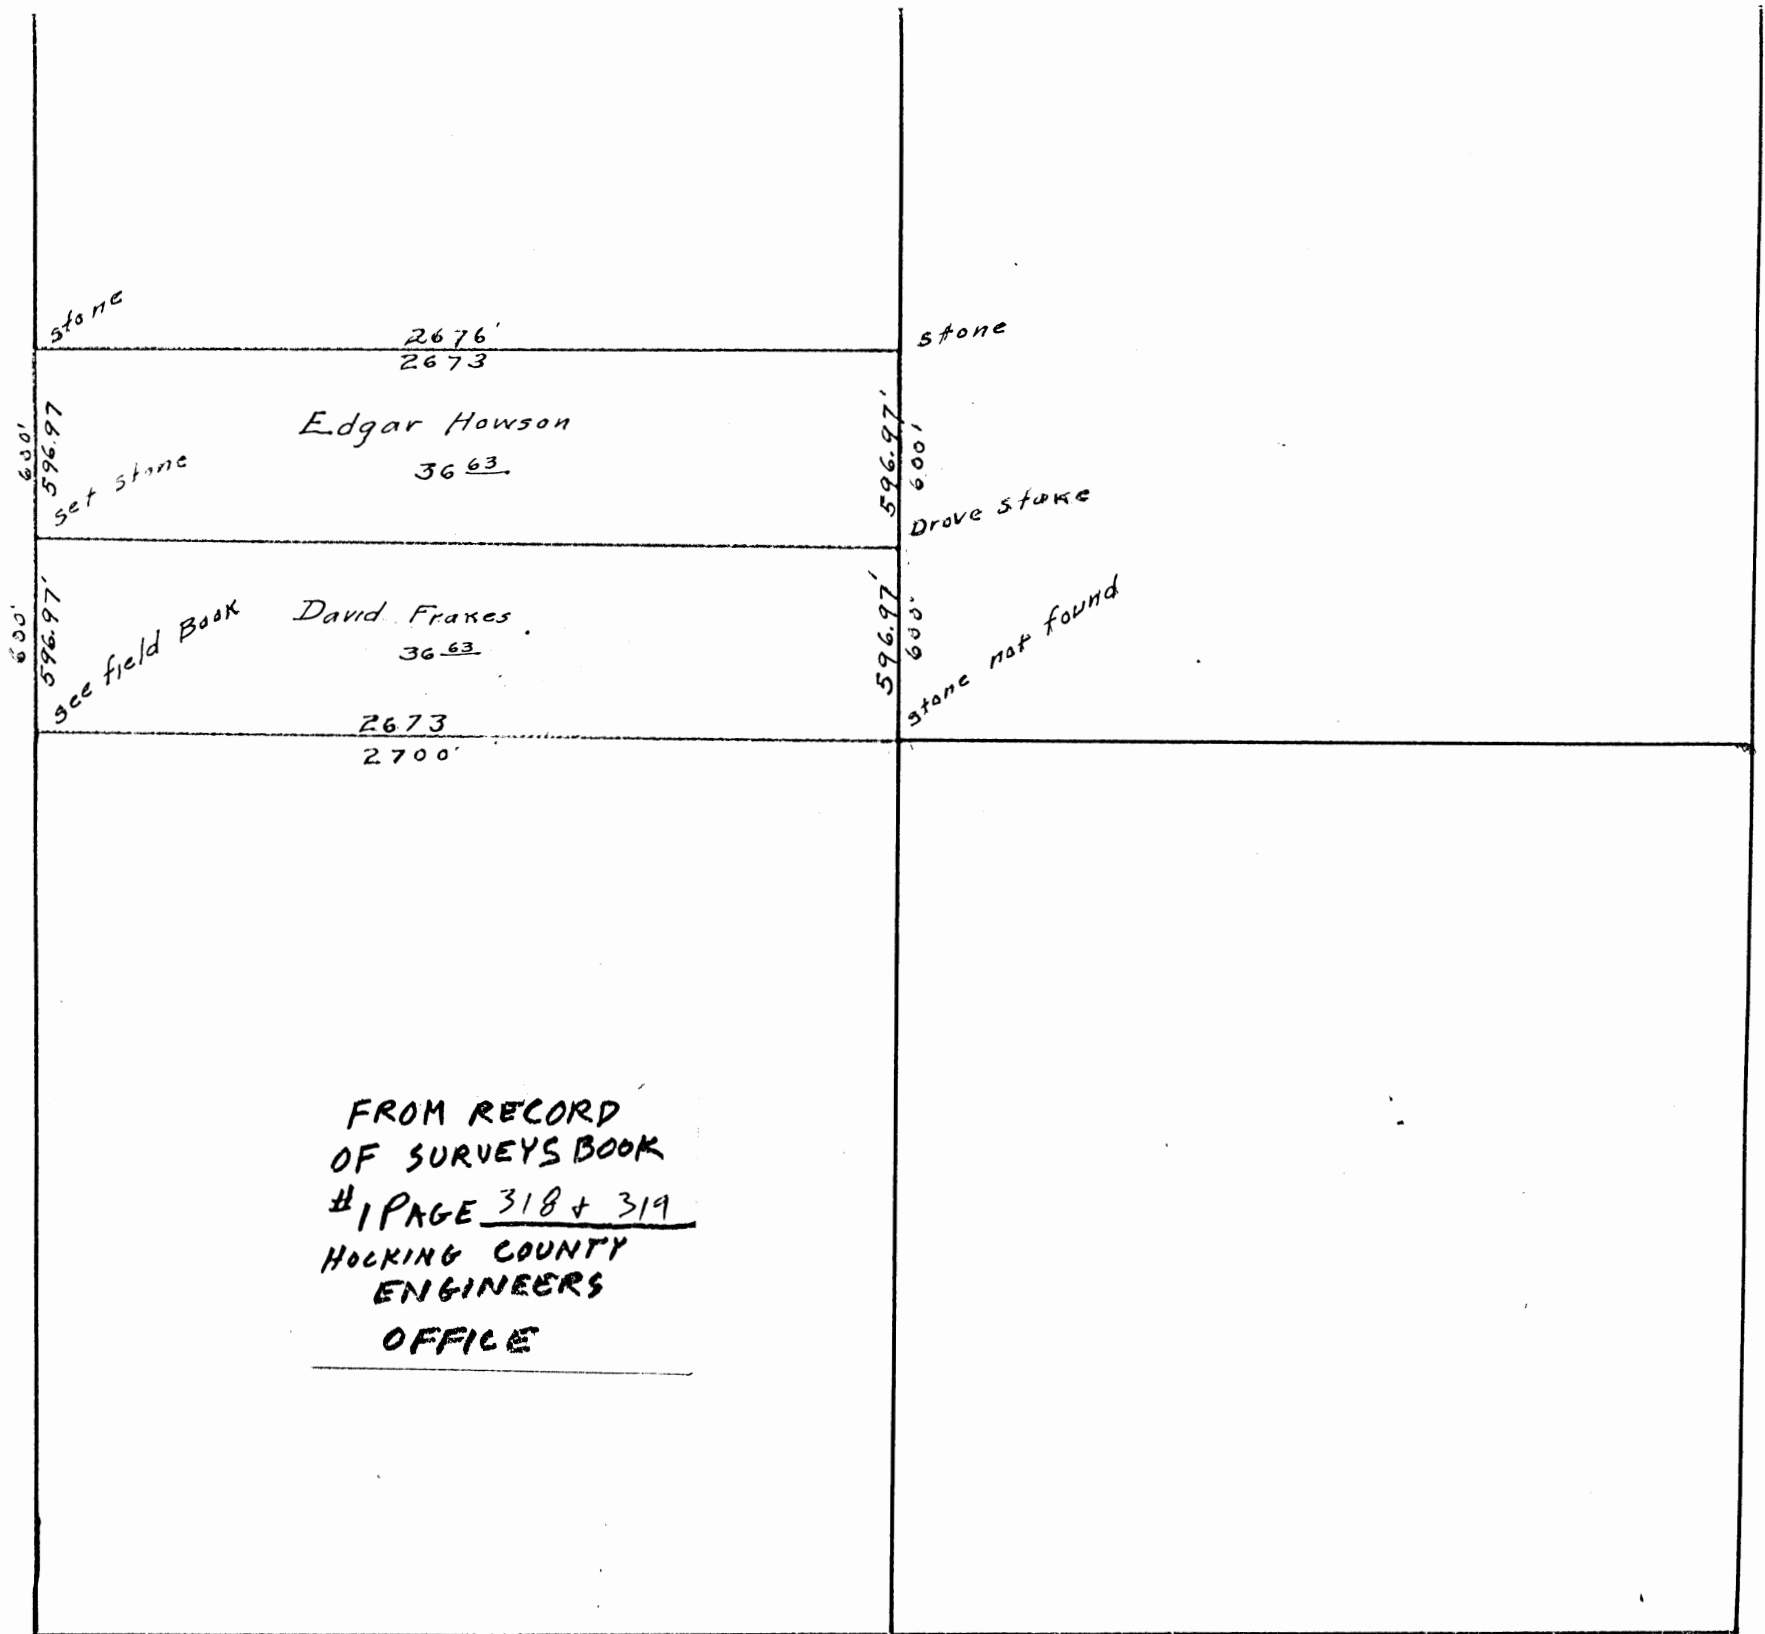 stone
2676'
2673
stone
600'
596.97
Edgar Howson
36 63
set stone
596.97'
600'
Drove stake
600'
596.97'
See field Book
David Frakes
36 63
596.97'
600'
stone not found
2673
2700'
FROM RECORD
OF SURVEYS BOOK
#1 PAGE 318 + 319
HOCKING COUNTY
ENGINEERS
OFFICE